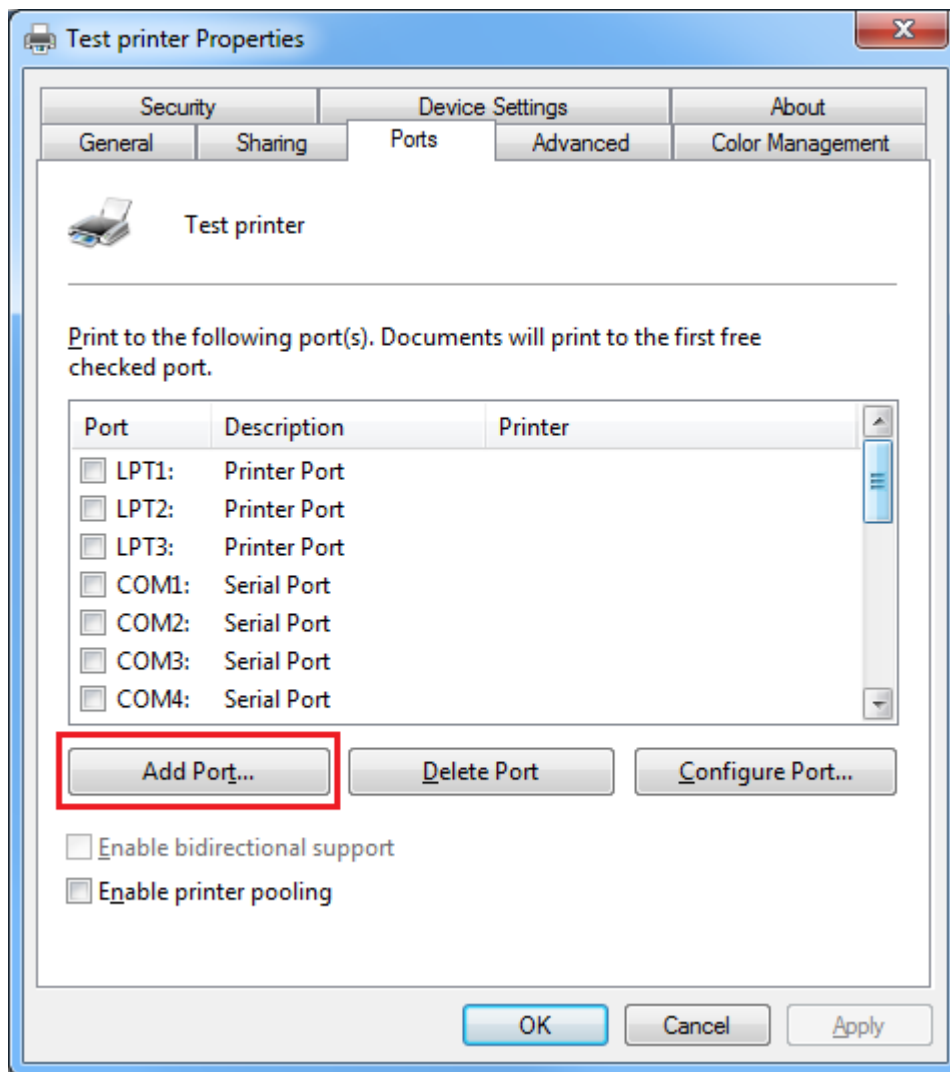 Test printer Properties
Security Device Settings About
General Sharing Ports Advanced Color Management
Test printer
Print to the following port(s). Documents will print to the first free
checked port.
Port Description Printer
LPT1: Printer Port
LPT2: Printer Port
LPT3: Printer Port
COM1: Serial Port
COM2: Serial Port
COM3: Serial Port
COM4: Serial Port
Add Port... Delete Port Configure Port...
Enable bidirectional support
Enable printer pooling
OK Cancel Apply